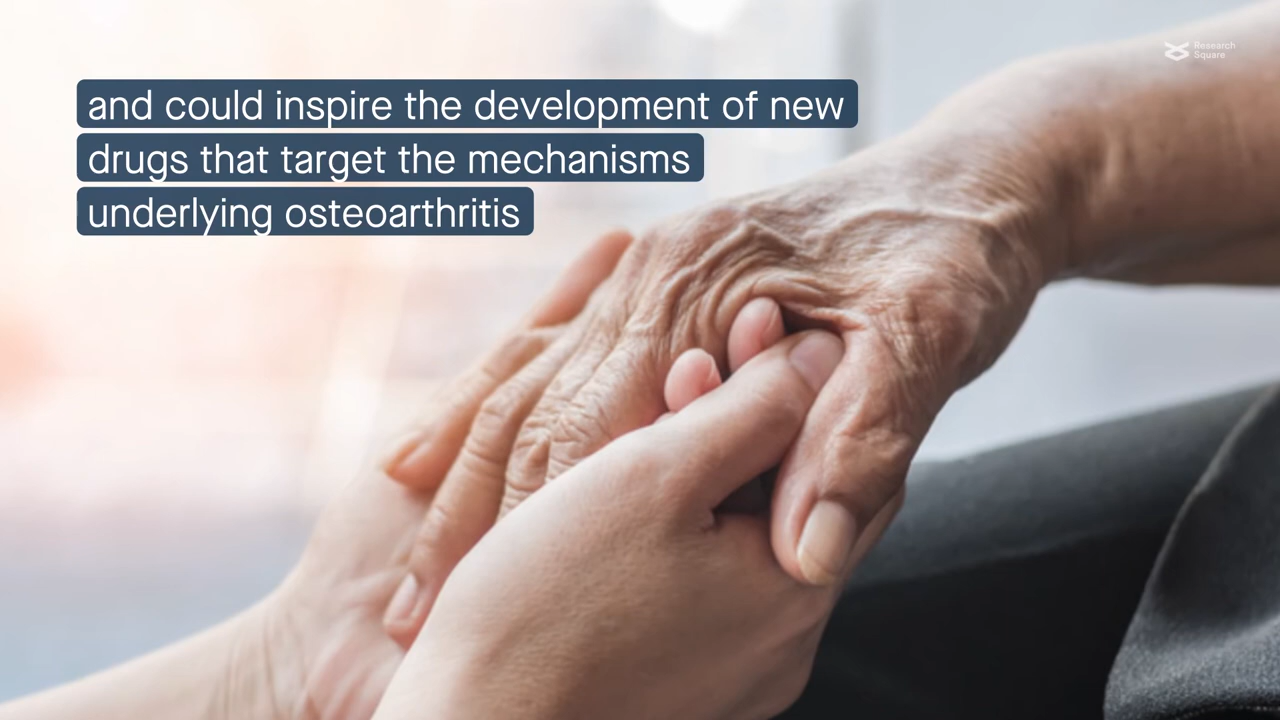 and could inspire the development of new
drugs that target the mechanisms
underlying osteoarthritis
Research
Square